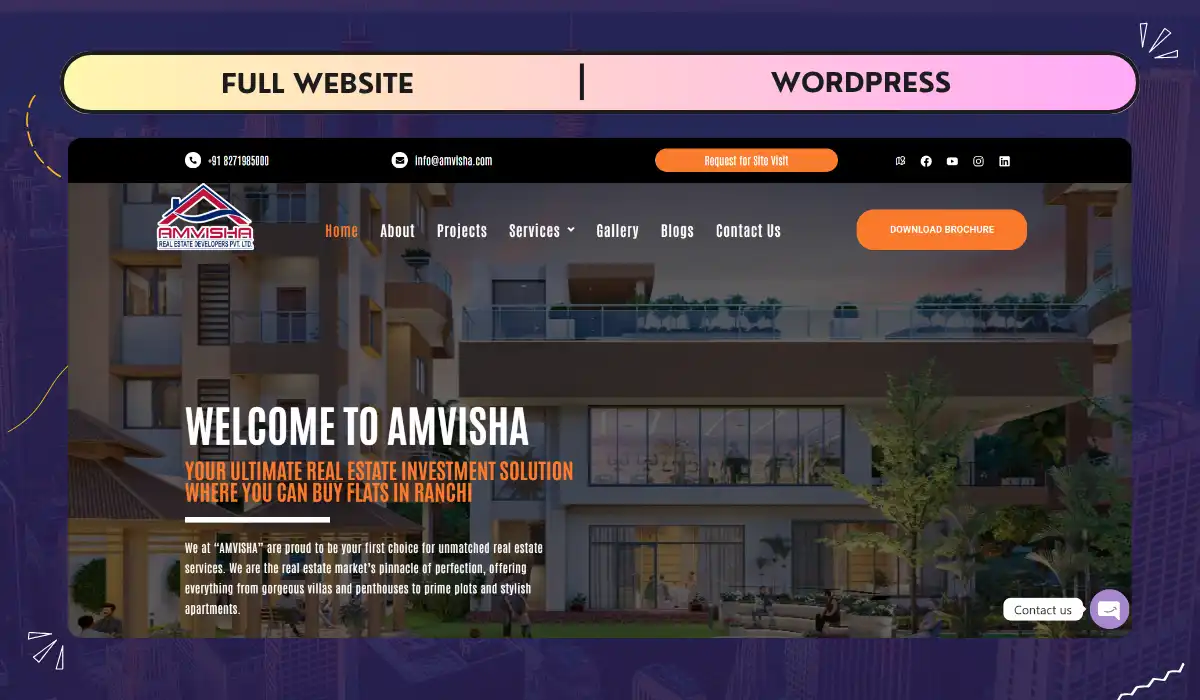 FULL WEBSITE | WORDPRESS
+91 8271985000 info@amvisha.com Request for Site Visit
AMVISHA
REAL ESTATE DEVELOPERS PVT. LTD.
Home About Projects Services Gallery Blogs Contact Us
DOWNLOAD BROCHURE
WELCOME TO AMVISHA
YOUR ULTIMATE REAL ESTATE INVESTMENT SOLUTION
WHERE YOU CAN BUY FLATS IN RANCHI
We at “AMVISHA” are proud to be your first choice for unmatched real estate
services. We are the real estate market’s pinnacle of perfection, offering
everything from gorgeous villas and penthouses to prime plots and stylish
apartments.
Contact us